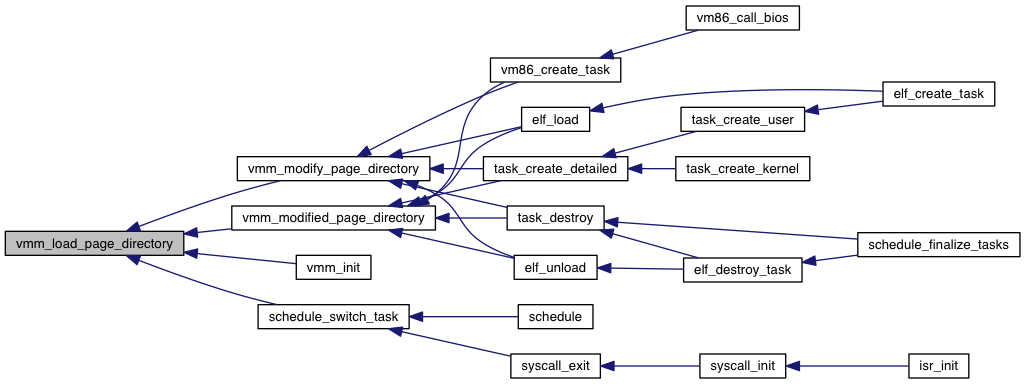 vm86_call_bios
vm86_create_task
elf_create_task
elf_load
task_create_user
vmm_modify_page_directory
task_create_detailed
task_create_kernel
vmm_modified_page_directory
task_destroy
vmm_load_page_directory
schedule_finalize_tasks
vmm_init
elf_unload
elf_destroy_task
schedule_switch_task
schedule
syscall_exit
syscall_init
isr_init